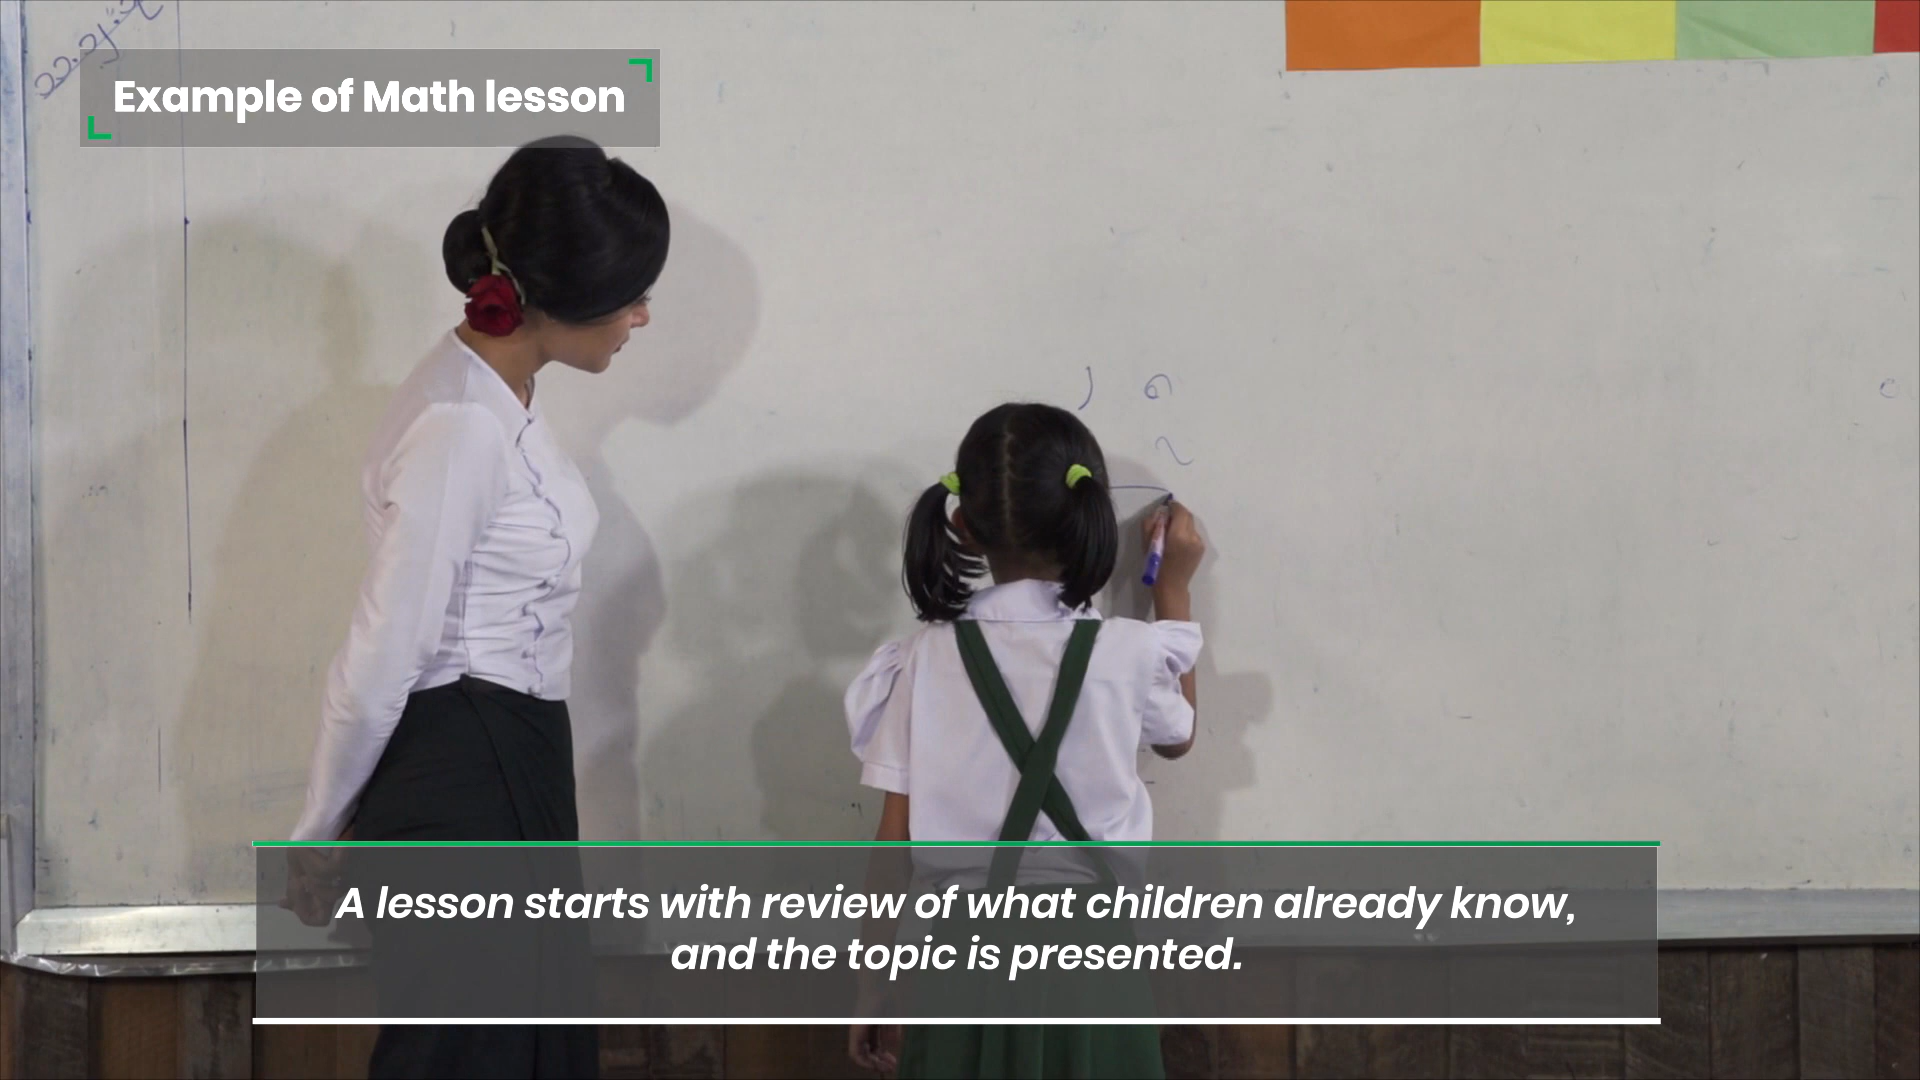 Example of Math lesson
A lesson starts with review of what children already know,
and the topic is presented.